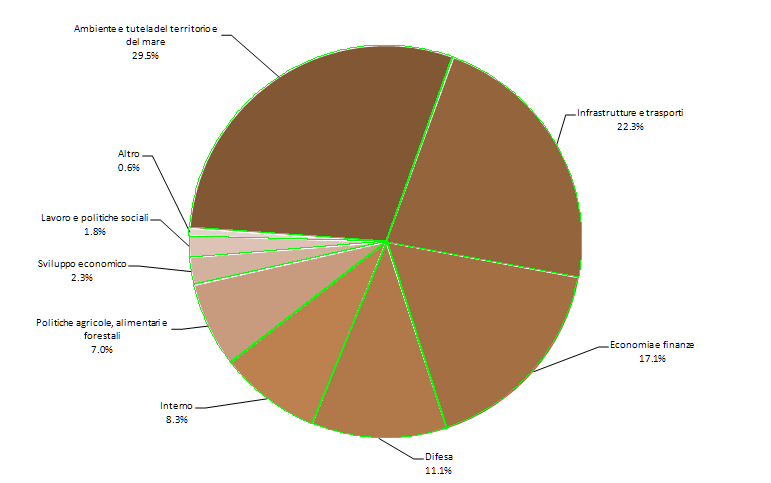 Ambiente e tutela del territorio e
del mare
29.5%
Infrastrutture e trasporti
22.3%
Altro
0.6%
Lavoro e politiche sociali
1.8%
Sviluppo economico
2.3%
Politiche agricole, alimentari e
forestali
7.0%
Economia e finanze
17.1%
Interno
8.3%
Difesa
11.1%